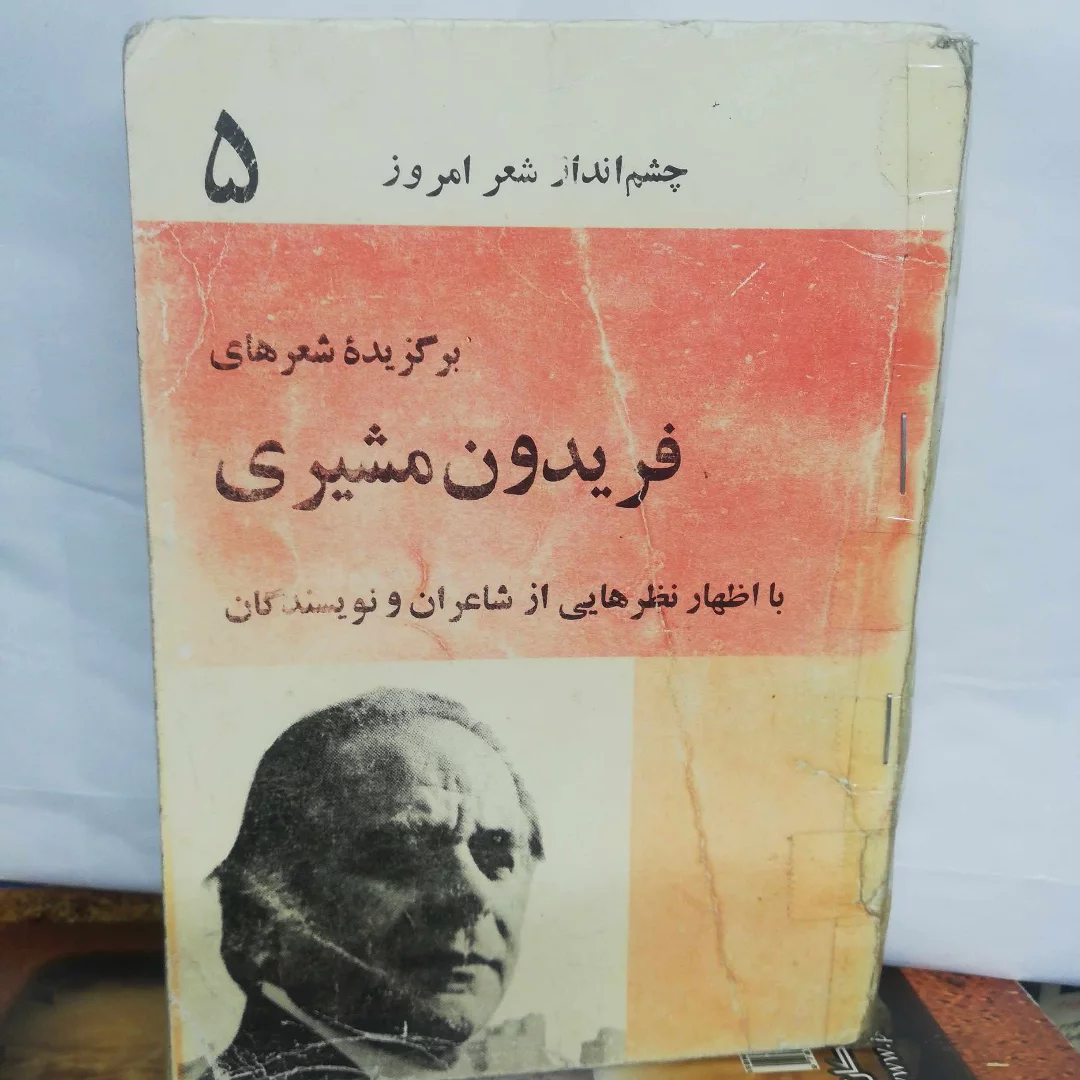 چشم‌انداز شعر امروز ۵
برگزیدهٔ شعرهای
فریدون مشیری
با اظهار نظرهایی از شاعران و نویسندگان